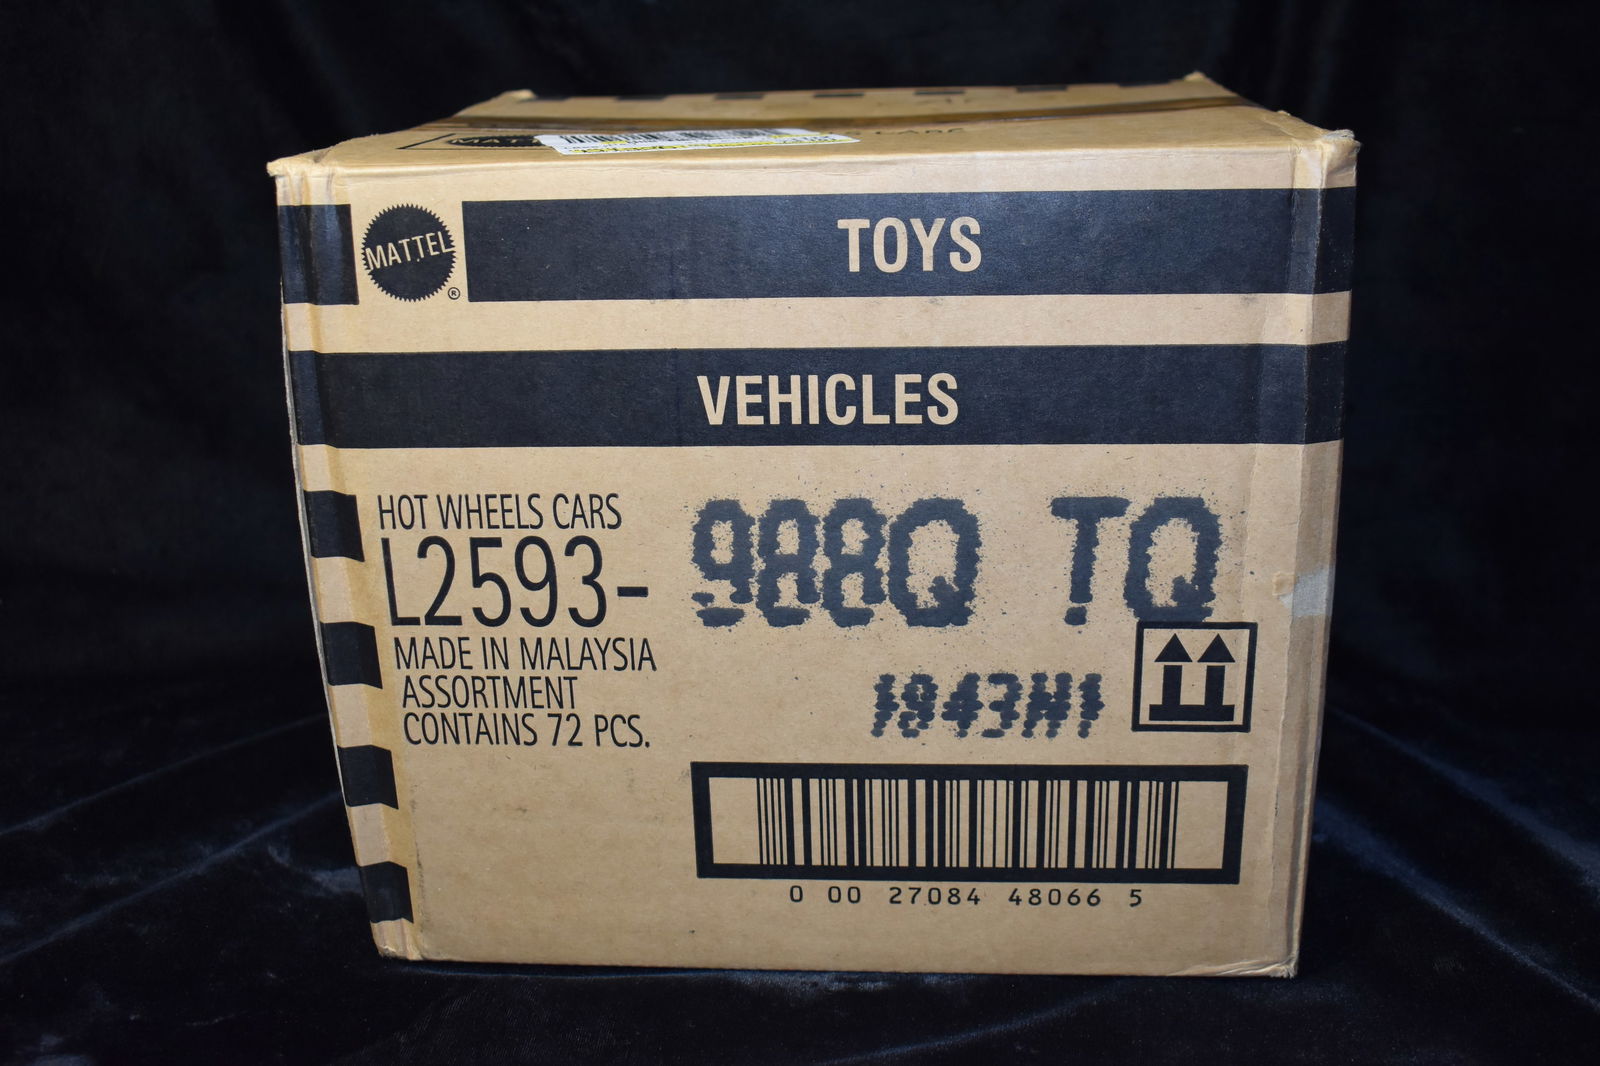 MATTEL
®
TOYS
VEHICLES
HOT WHEELS CARS
L2593- 988Q TQ
MADE IN MALAYSIA
ASSORTMENT
CONTAINS 72 PCS.
1943H1
0 00 27084 48066 5